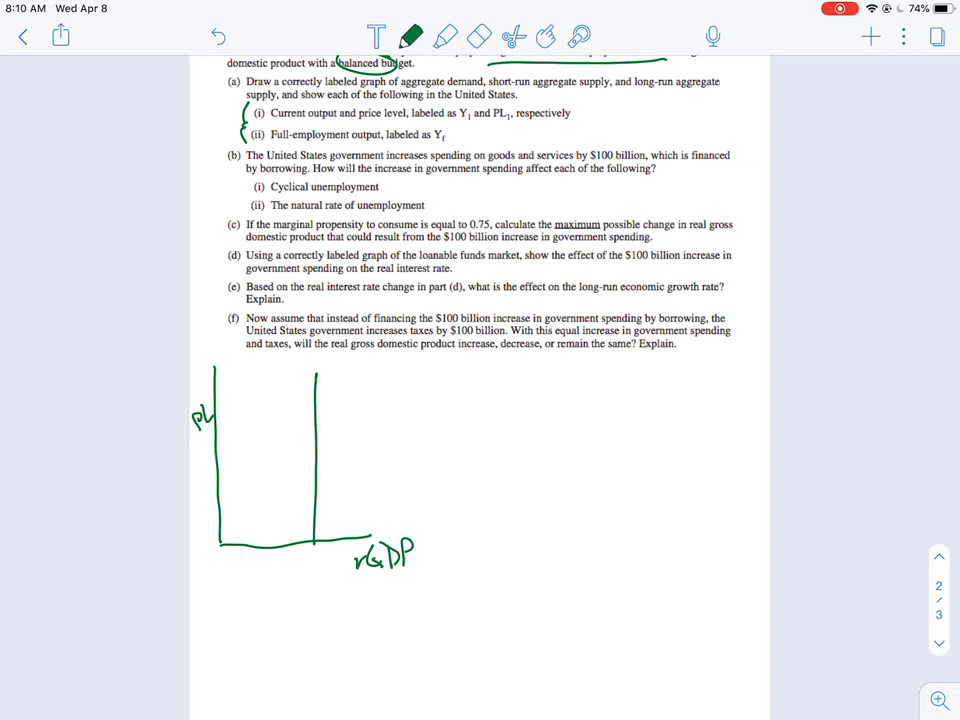 8:10 AM Wed Apr 8
74%
domestic product with a balanced budget.
(a) Draw a correctly labeled graph of aggregate demand, short-run aggregate supply, and long-run aggregate
supply, and show each of the following in the United States.
(i) Current output and price level, labeled as Y1 and PL1, respectively
(ii) Full-employment output, labeled as Yf
(b) The United States government increases spending on goods and services by $100 billion, which is financed
by borrowing. How will the increase in government spending affect each of the following?
(i) Cyclical unemployment
(ii) The natural rate of unemployment
(c) If the marginal propensity to consume is equal to 0.75, calculate the maximum possible change in real gross
domestic product that could result from the $100 billion increase in government spending.
(d) Using a correctly labeled graph of the loanable funds market, show the effect of the $100 billion increase in
government spending on the real interest rate.
(e) Based on the real interest rate change in part (d), what is the effect on the long-run economic growth rate?
Explain.
(f) Now assume that instead of financing the $100 billion increase in government spending by borrowing, the
United States government increases taxes by $100 billion. With this equal increase in government spending
and taxes, will the real gross domestic product increase, decrease, or remain the same? Explain.
PL
rGDP
2
/
3